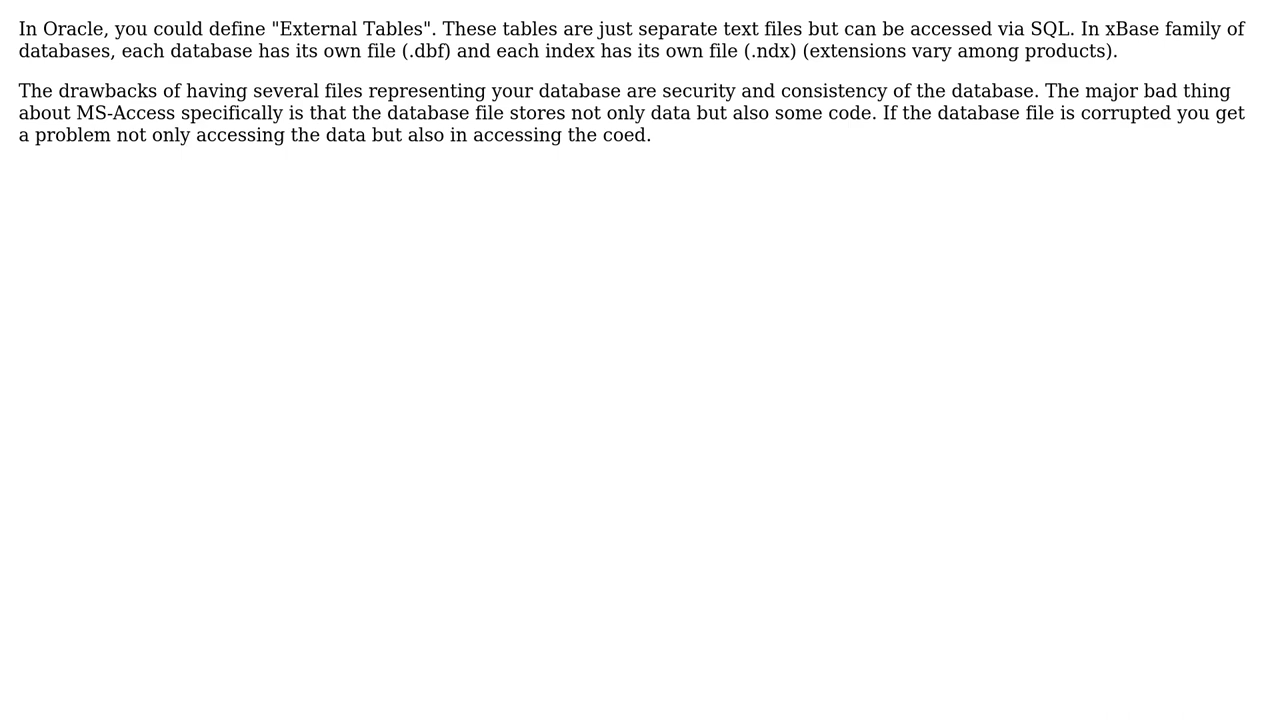 In Oracle, you could define "External Tables". These tables are just separate text files but can be accessed via SQL. In xBase family of
databases, each database has its own file (.dbf) and each index has its own file (.ndx) (extensions vary among products).
The drawbacks of having several files representing your database are security and consistency of the database. The major bad thing
about MS-Access specifically is that the database file stores not only data but also some code. If the database file is corrupted you get
a problem not only accessing the data but also in accessing the coed.